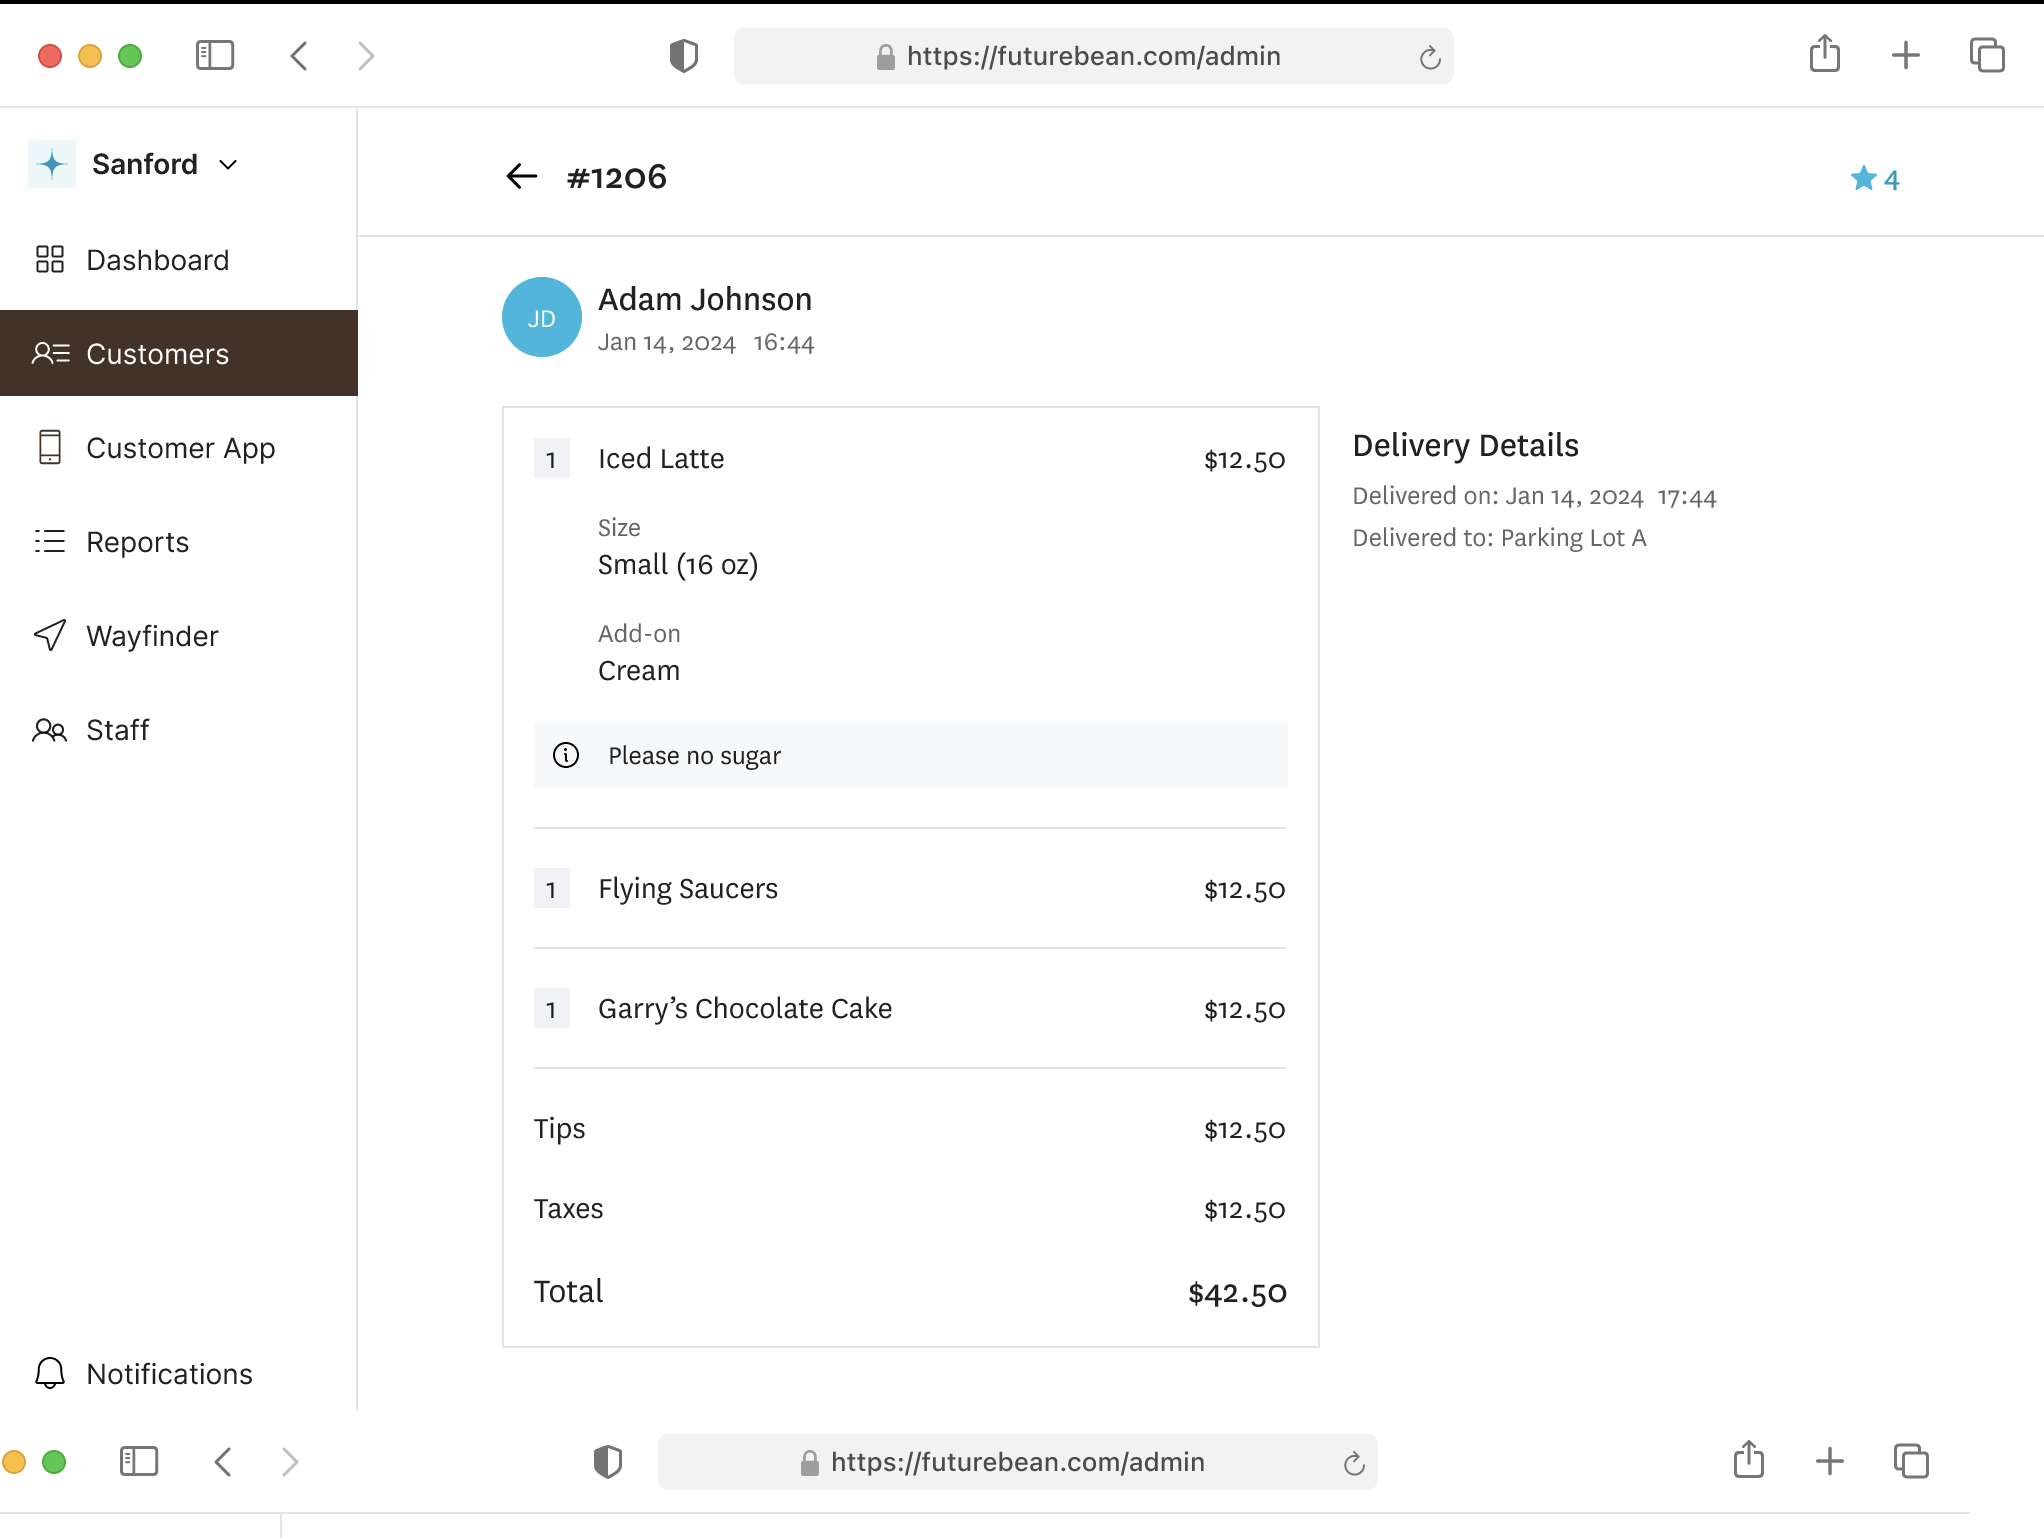 https://futurebean.com/admin
Sanford
#1206
4
Dashboard
Customers
Customer App
Reports
Wayfinder
Staff
Notifications
JD
Adam Johnson
Jan 14, 2024 16:44
1 Iced Latte $12.50
Size
Small (16 oz)
Add-on
Cream
Please no sugar
1 Flying Saucers $12.50
1 Garry’s Chocolate Cake $12.50
Tips $12.50
Taxes $12.50
Total $42.50
Delivery Details
Delivered on: Jan 14, 2024 17:44
Delivered to: Parking Lot A
https://futurebean.com/admin